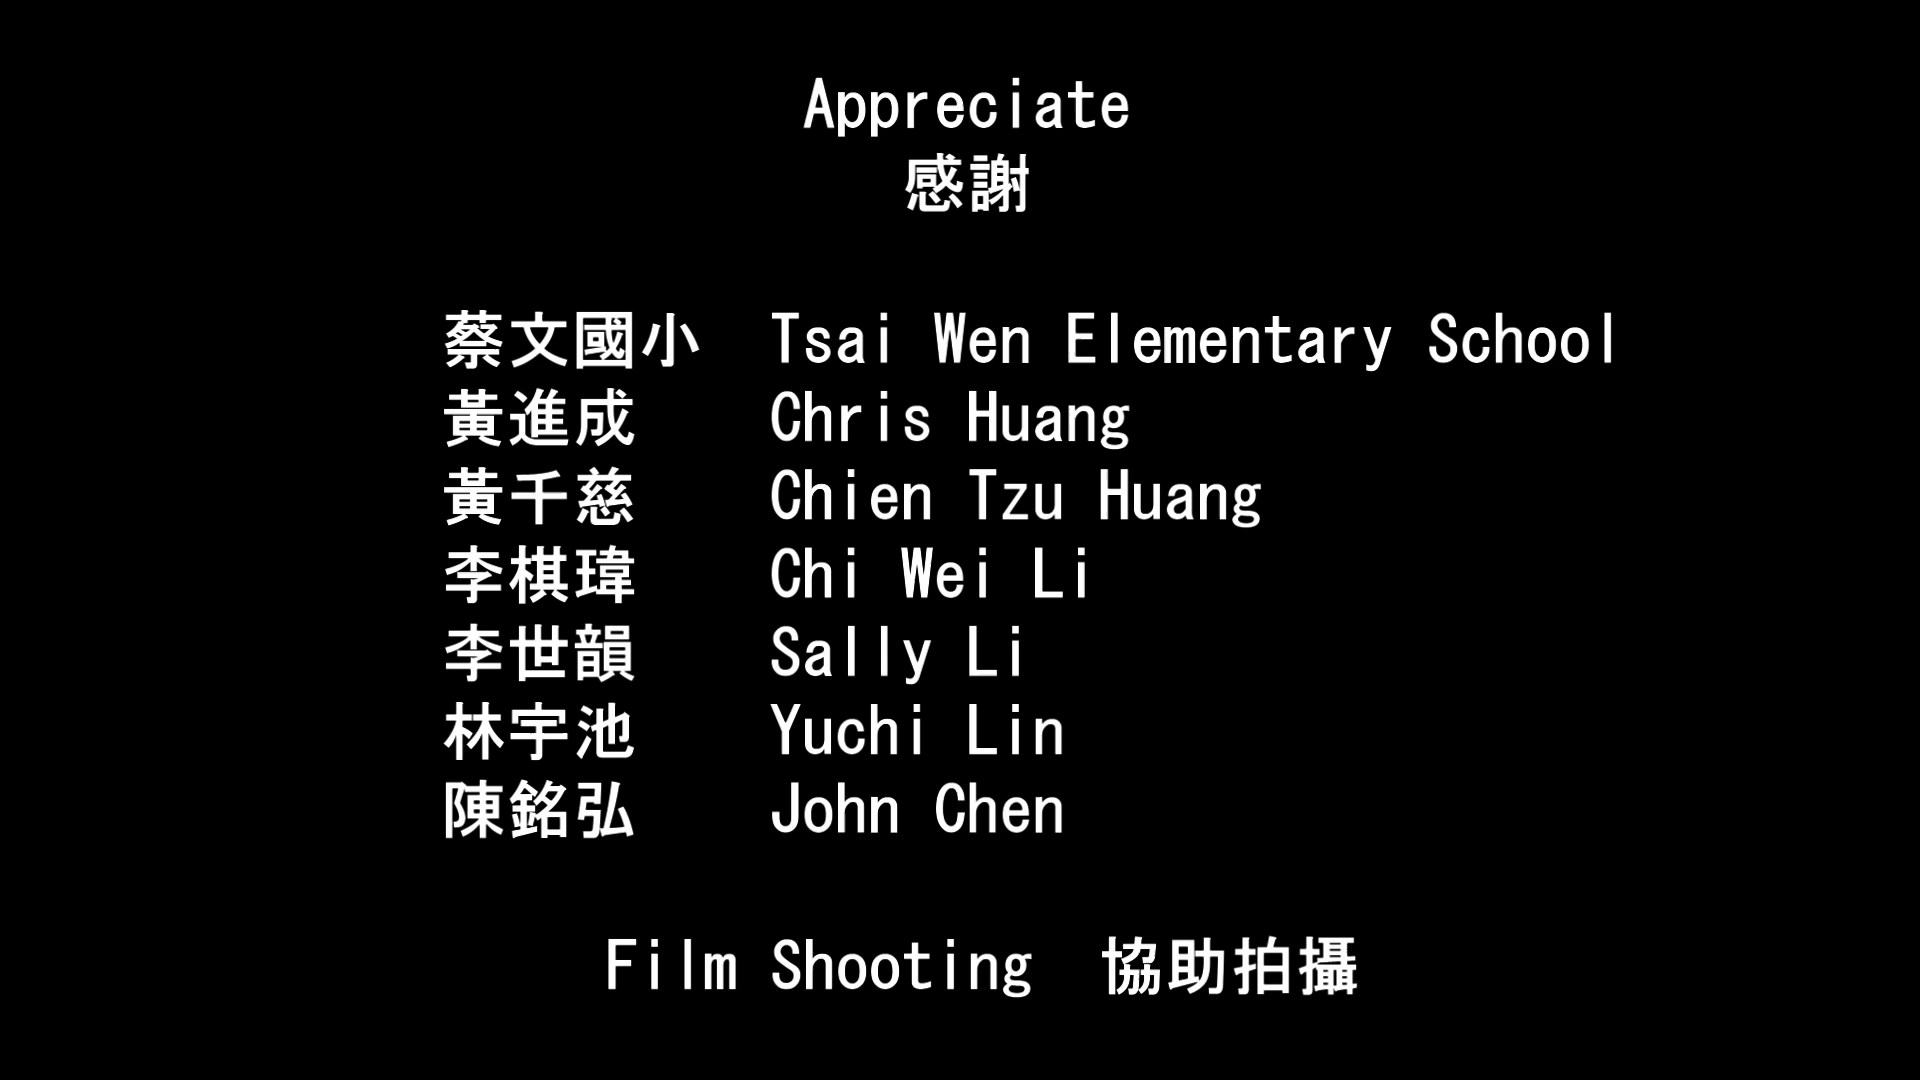 Appreciate
感謝
蔡文國小 Tsai Wen Elementary School
黃進成 Chris Huang
黃千慈 Chien Tzu Huang
李棋瑋 Chi Wei Li
李世韻 Sally Li
林宇池 Yuchi Lin
陳銘弘 John Chen
Film Shooting 協助拍攝